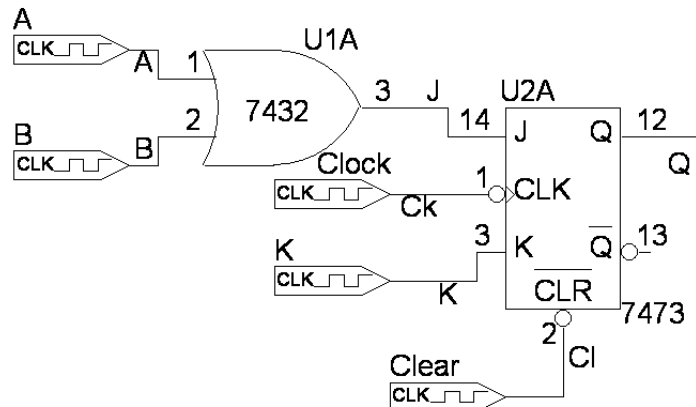 A
CLK
A
1
U1A
7432
3
J
2
B
CLK
B
U2A
14
J
Q
12
Q
Clock
CLK
Ck
1
CLK
3
K
Q
13
K
CLK
K
CLR
7473
2
Cl
Clear
CLK